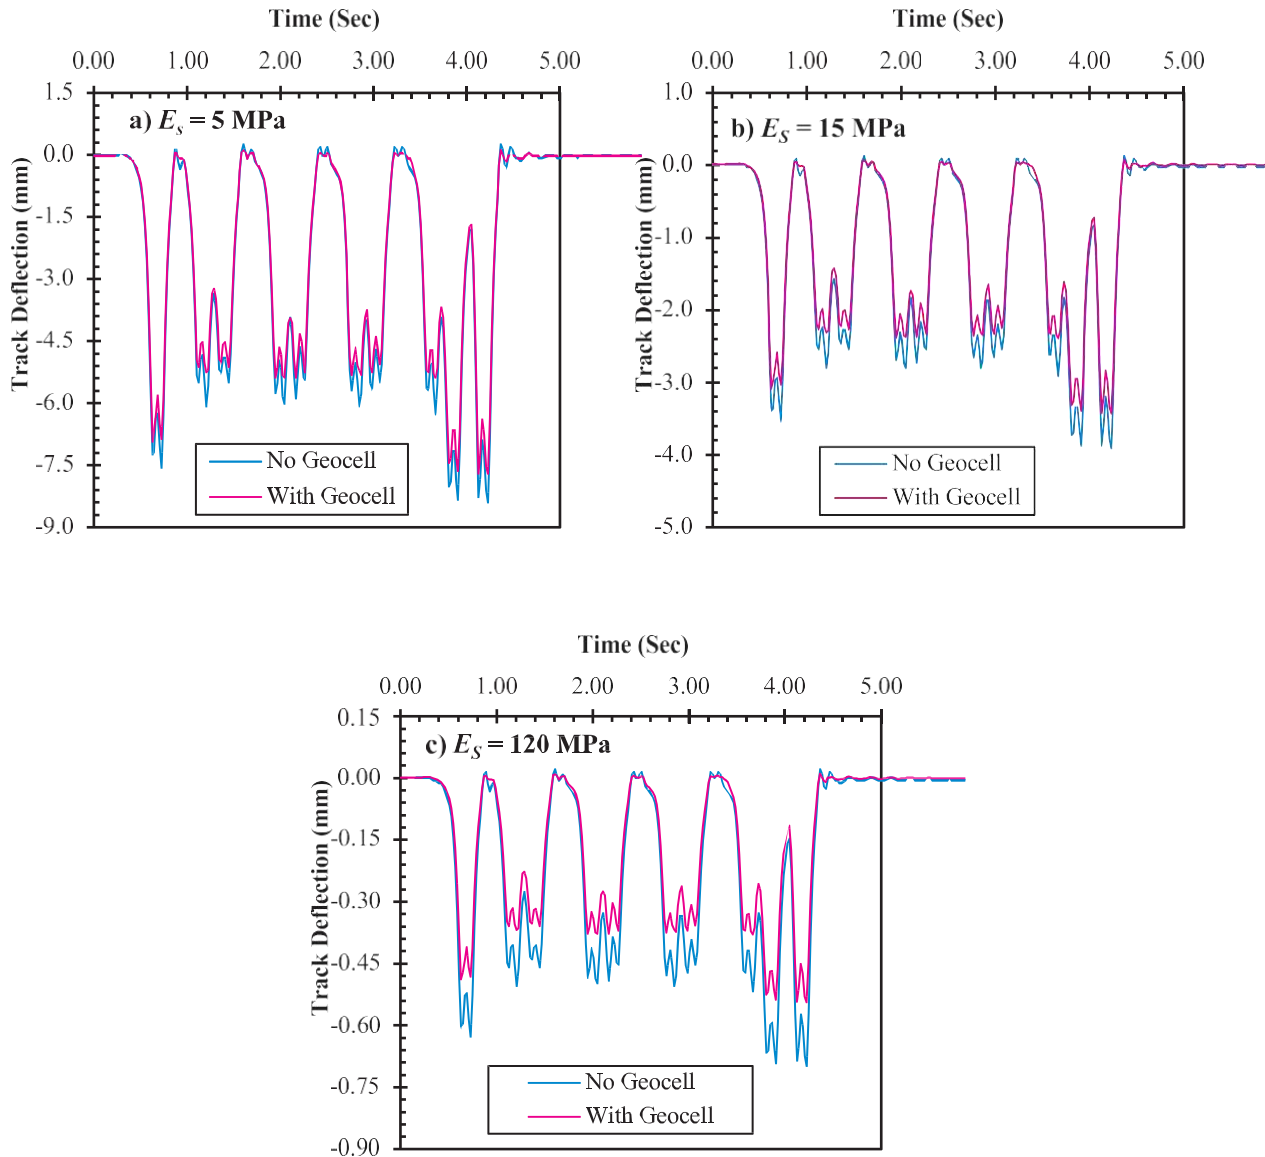 Time (Sec)
0.00 1.00 2.00 3.00 4.00 5.00
1.5
0.0
-1.5
-3.0
-4.5
-6.0
-7.5
-9.0
Track Deflection (mm)
a) Es = 5 MPa
No Geocell
With Geocell
Time (Sec)
0.00 1.00 2.00 3.00 4.00 5.00
1.0
0.0
-1.0
-2.0
-3.0
-4.0
-5.0
Track Deflection (mm)
b) ES = 15 MPa
No Geocell
With Geocell
Time (Sec)
0.00 1.00 2.00 3.00 4.00 5.00
0.15
0.00
-0.15
-0.30
-0.45
-0.60
-0.75
-0.90
Track Deflection (mm)
c) ES = 120 MPa
No Geocell
With Geocell